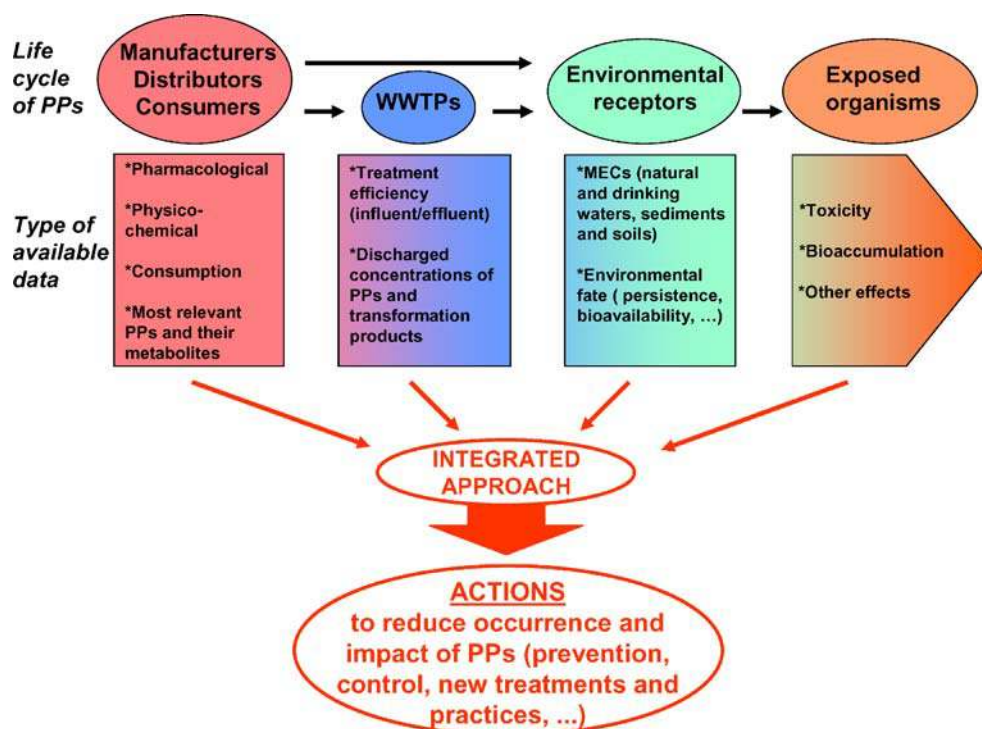 Life
cycle
of PPs
Manufacturers
Distributors
Consumers
WWTPs
Environmental
receptors
Exposed
organisms
Type of
available
data
*Pharmacological
*Physico-
chemical
*Consumption
*Most relevant
PPs and their
metabolites
*Treatment
efficiency
(influent/effluent)
*Discharged
concentrations of
PPs and
transformation
products
*MECs (natural
and drinking
waters, sediments
and soils)
*Environmental
fate ( persistence,
bioavailability, ...)
*Toxicity
*Bioaccumulation
*Other effects
INTEGRATED
APPROACH
ACTIONS
to reduce occurrence and
impact of PPs (prevention,
control, new treatments and
practices, ...)